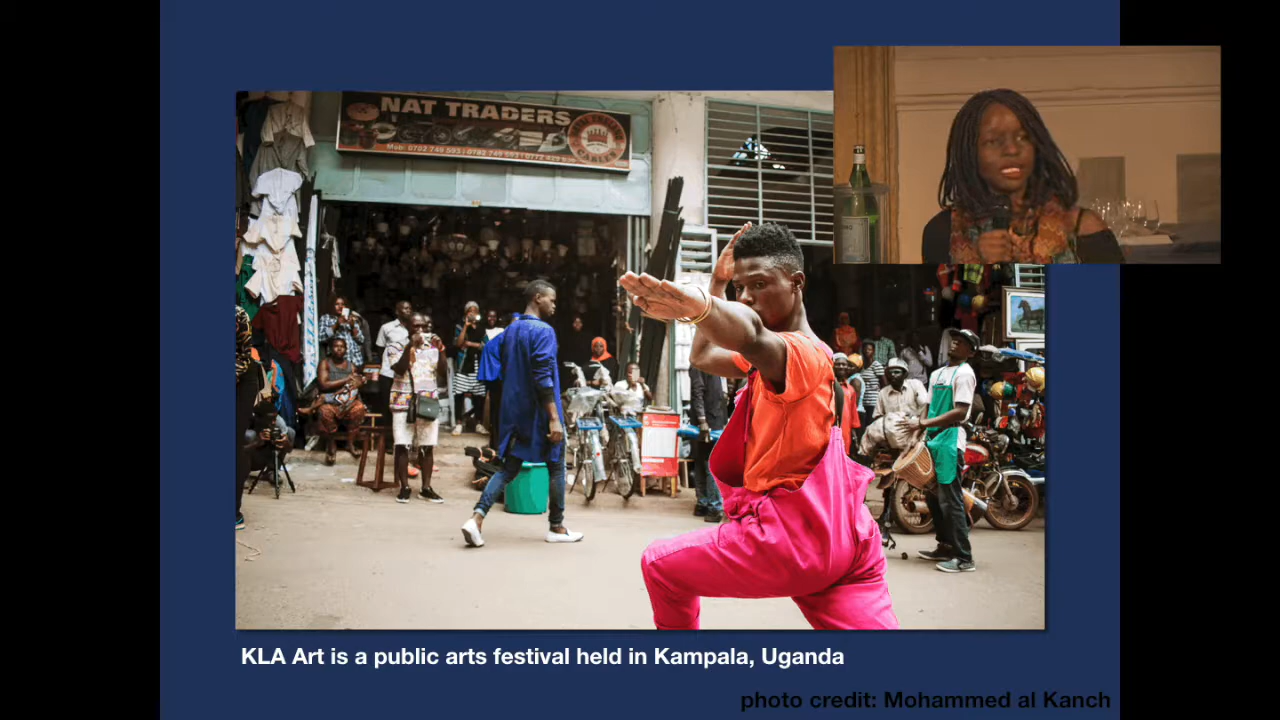 NAT TRADERS
KLA Art is a public arts festival held in Kampala, Uganda
photo credit: Mohammed al Kanch